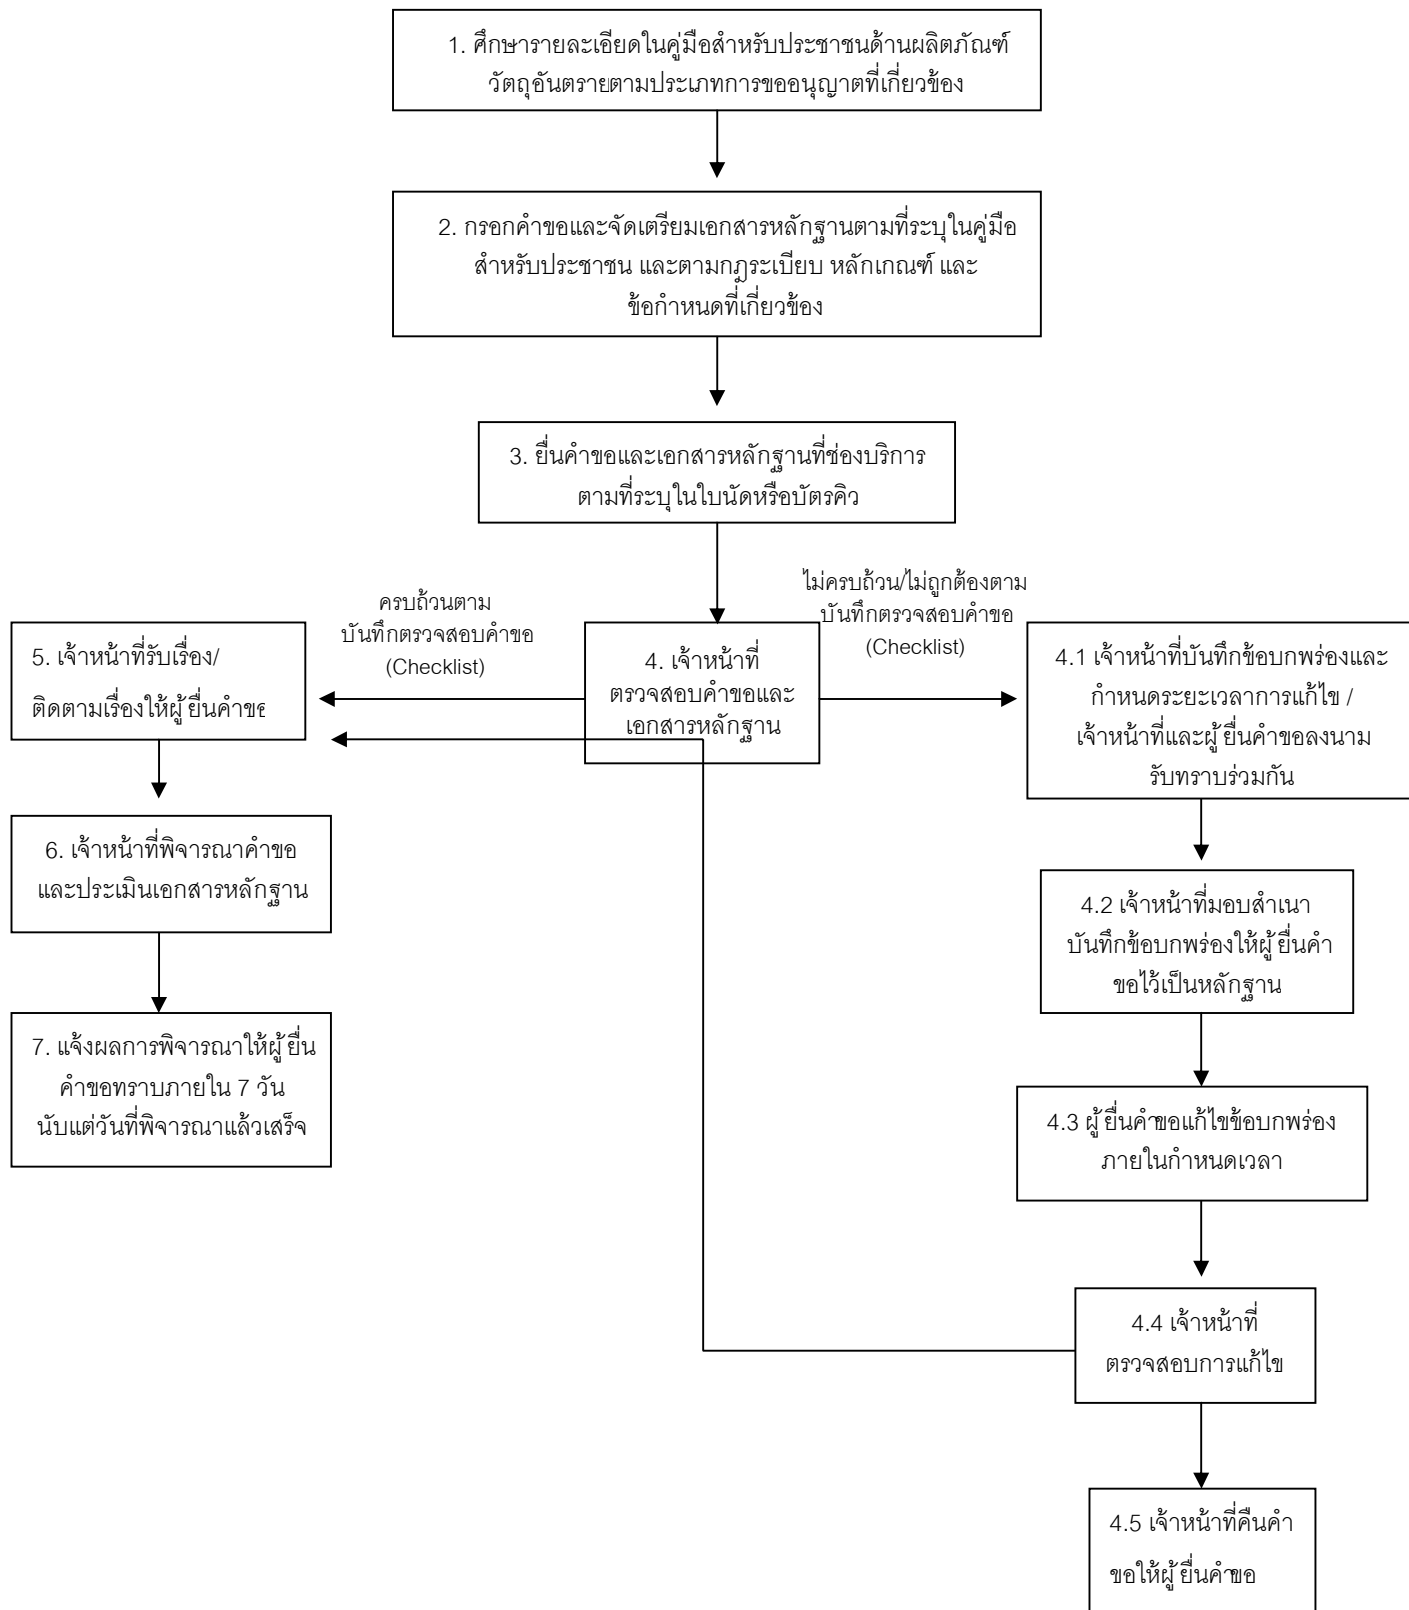 1. ศึกษารายละเอียดในคู่มือสำหรับประชาชนด้านผลิตภัณฑ์
วัตถุอันตรายตามประเภทการขออนุญาตที่เกี่ยวข้อง
2. กรอกคำขอและจัดเตรียมเอกสารหลักฐานตามที่ระบุในคู่มือ
สำหรับประชาชน และตามกฎระเบียบ หลักเกณฑ์ และ
ข้อกำหนดที่เกี่ยวข้อง
3. ยื่นคำขอและเอกสารหลักฐานที่ช่องบริการ
ตามที่ระบุในใบนัดหรือบัตรคิว
ครบถ้วนตาม
บันทึกตรวจสอบคำขอ
(Checklist)
ไม่ครบถ้วน/ไม่ถูกต้องตาม
บันทึกตรวจสอบคำขอ
(Checklist)
4. เจ้าหน้าที่
ตรวจสอบคำขอและ
เอกสารหลักฐาน
5. เจ้าหน้าที่รับเรื่อง/
ติดตามเรื่องให้ผู้ยื่นคำขอ
6. เจ้าหน้าที่พิจารณาคำขอ
และประเมินเอกสารหลักฐาน
7. แจ้งผลการพิจารณาให้ผู้ยื่น
คำขอทราบภายใน 7 วัน
นับแต่วันที่พิจารณาแล้วเสร็จ
4.1 เจ้าหน้าที่บันทึกข้อบกพร่องและ
กำหนดระยะเวลาการแก้ไข /
เจ้าหน้าที่และผู้ยื่นคำขอลงนาม
รับทราบร่วมกัน
4.2 เจ้าหน้าที่มอบสำเนา
บันทึกข้อบกพร่องให้ผู้ยื่นคำ
ขอไว้เป็นหลักฐาน
4.3 ผู้ยื่นคำขอแก้ไขข้อบกพร่อง
ภายในกำหนดเวลา
4.4 เจ้าหน้าที่
ตรวจสอบการแก้ไข
4.5 เจ้าหน้าที่คืนคำ
ขอให้ผู้ยื่นคำขอ